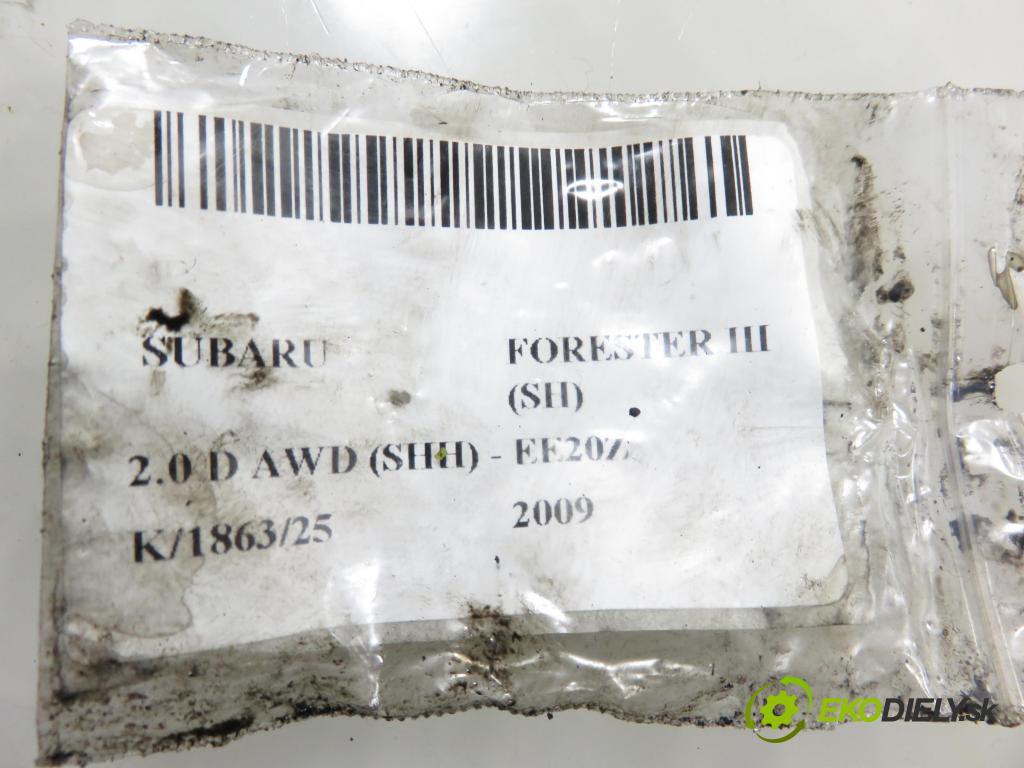 SUBARU FORESTER III
(SH)
2.0 D AWD (SHH) - EE20Z
K/1863/25 2009
EKODIELY.sk